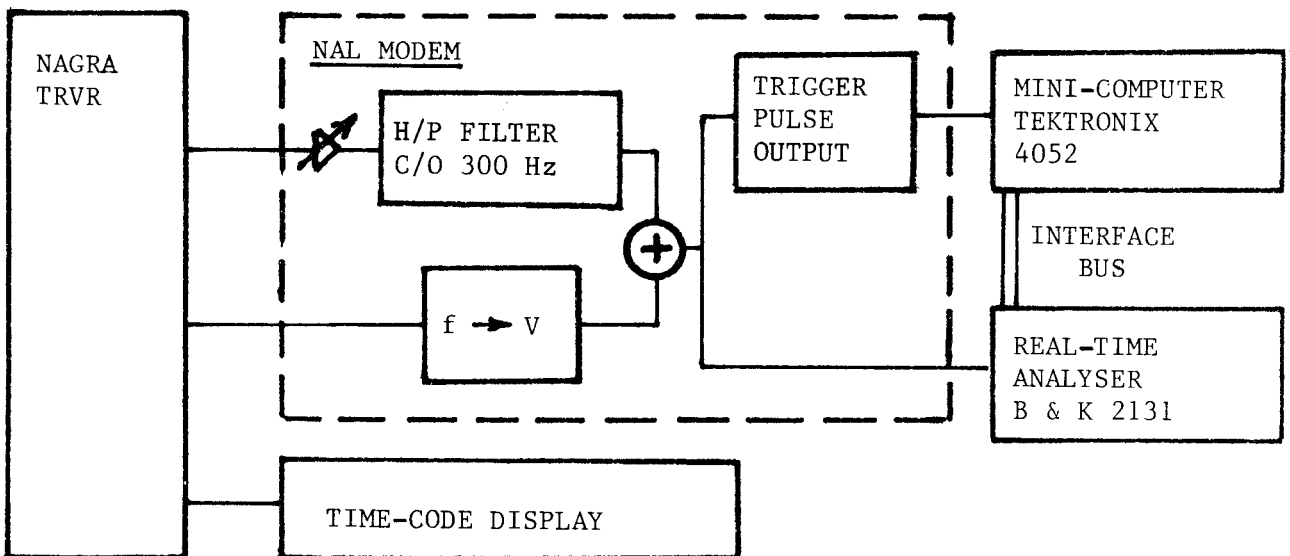 NAGRA
TRVR
NAL MODEM
H/P FILTER
C/O 300 Hz
+
f → V
TRIGGER
PULSE
OUTPUT
MINI-COMPUTER
TEKTRONIX
4052
INTERFACE
BUS
REAL-TIME
ANALYSER
B & K 2131
TIME-CODE DISPLAY